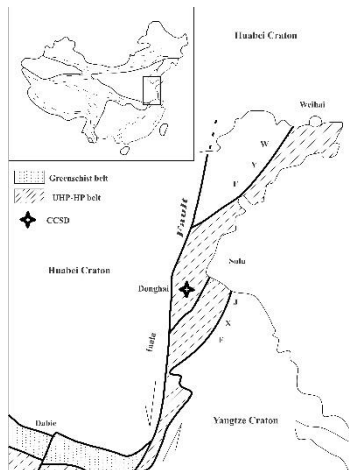 Huabei Craton
Weihai
W
Y
F
Greenschist belt
UHP-HP belt
CCSD
Fault
Sulu
Huabei Craton
Donghai
J
X
F
Dabie
Yangtze Craton